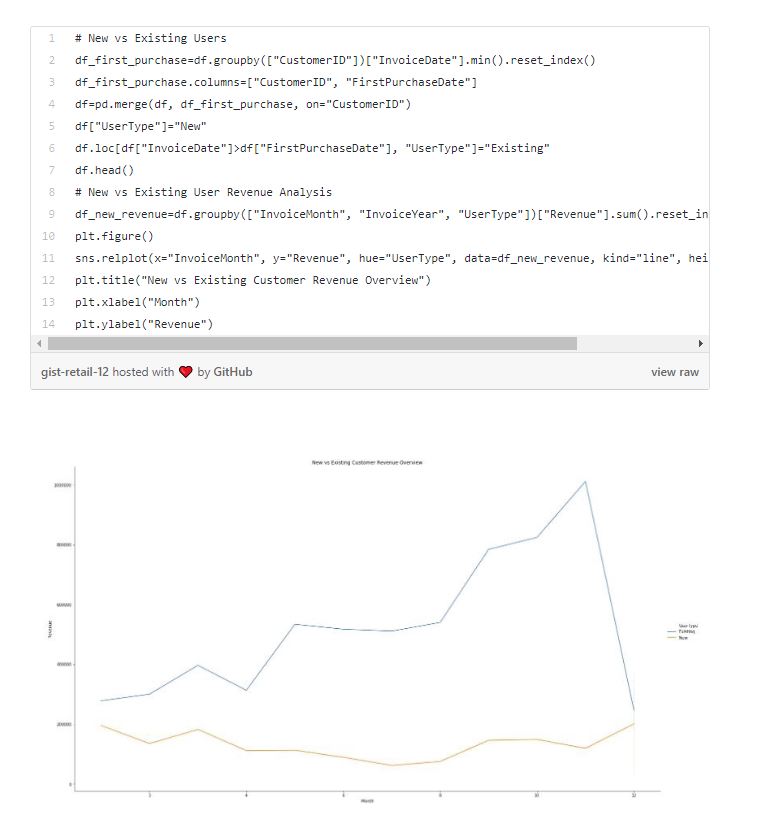 1 # New vs Existing Users
2 df_first_purchase=df.groupby(["CustomerID"])["InvoiceDate"].min().reset_index()
3 df_first_purchase.columns=["CustomerID", "FirstPurchaseDate"]
4 df=pd.merge(df, df_first_purchase, on="CustomerID")
5 df["UserType"]="New"
6 df.loc[df["InvoiceDate"]>df["FirstPurchaseDate"], "UserType"]="Existing"
7 df.head()
8 # New vs Existing User Revenue Analysis
9 df_new_revenue=df.groupby(["InvoiceMonth", "InvoiceYear", "UserType"])["Revenue"].sum().reset_in
10 plt.figure()
11 sns.relplot(x="InvoiceMonth", y="Revenue", hue="UserType", data=df_new_revenue, kind="line", hei
12 plt.title("New vs Existing Customer Revenue Overview")
13 plt.xlabel("Month")
14 plt.ylabel("Revenue")
gist-retail-12 hosted with ❤ by GitHub view raw
New vs Existing Customer Revenue Overview
1000000
800000
600000
400000
200000
0
Revenue
UserType
Existing
New
2 4 6 8 10 12
Month